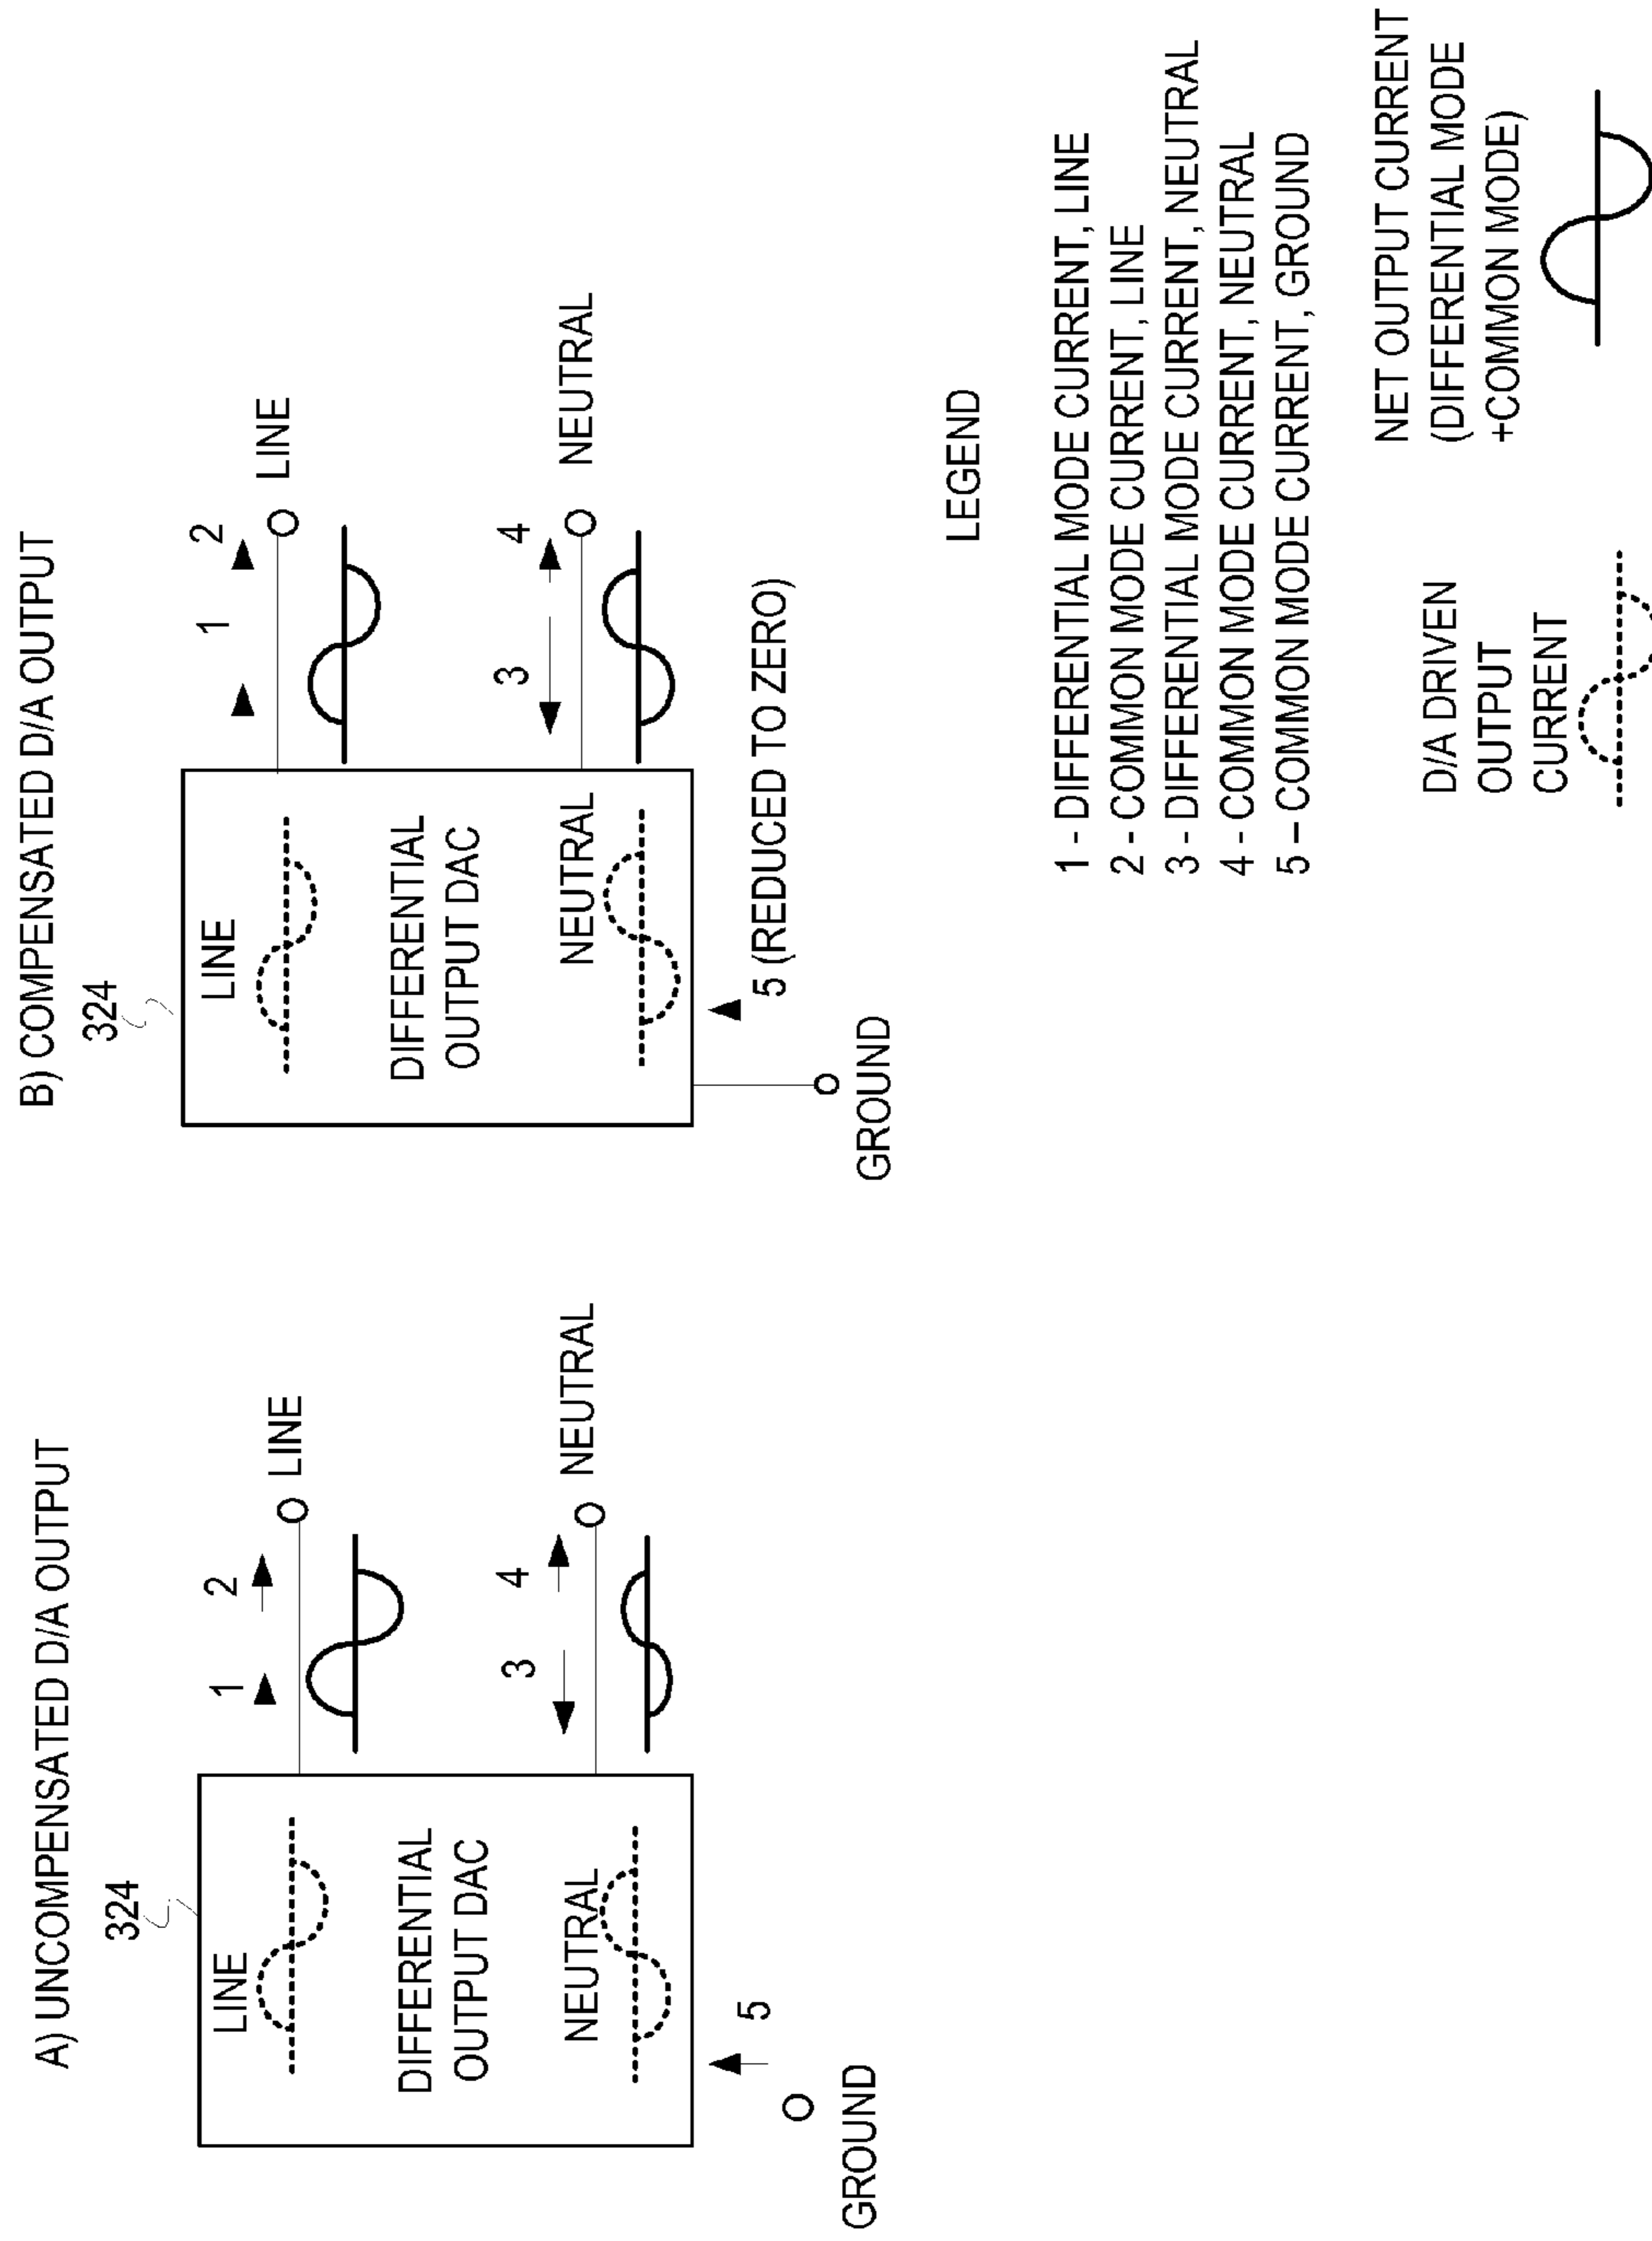 A) UNCOMPENSATED D/A OUTPUT
324
LINE
DIFFERENTIAL
OUTPUT DAC
NEUTRAL
1
2
LINE
3
4
NEUTRAL
5
GROUND
B) COMPENSATED D/A OUTPUT
324
LINE
DIFFERENTIAL
OUTPUT DAC
NEUTRAL
1
2
LINE
3
4
NEUTRAL
5 (REDUCED TO ZERO)
GROUND
LEGEND
1 - DIFFERENTIAL MODE CURRENT, LINE
2 - COMMON MODE CURRENT, LINE
3 - DIFFERENTIAL MODE CURRENT, NEUTRAL
4 - COMMON MODE CURRENT, NEUTRAL
5 – COMMON MODE CURRENT, GROUND
D/A DRIVEN
OUTPUT
CURRENT
NET OUTPUT CURRENT
(DIFFERENTIAL MODE
+COMMON MODE)